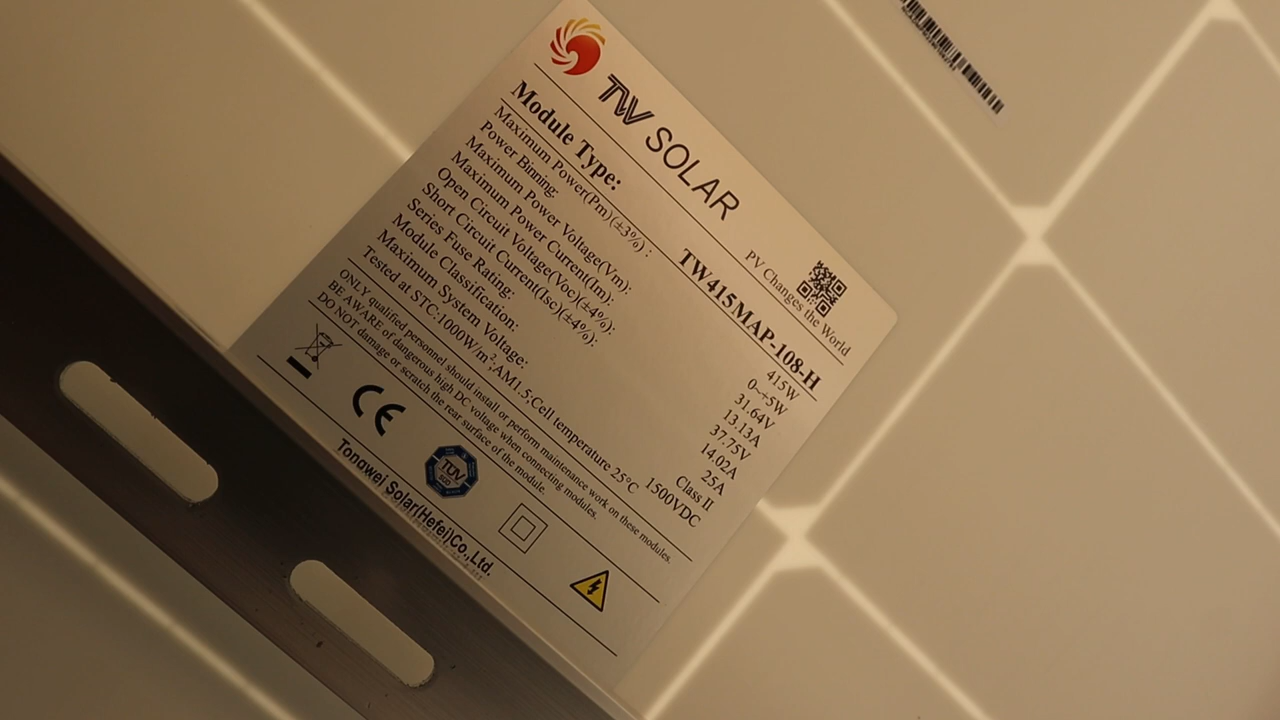 TW SOLAR
PV Changes the World
Module Type: TW415MAP-108-H
Maximum Power(Pm)(±3%): 415W
Power Binning: 0~+5W
Maximum Power Voltage(Vm): 31.64V
Maximum Power Current(Im): 13.13A
Open Circuit Voltage(Voc)(±4%): 37.75V
Short Circuit Current(Isc)(±4%): 14.02A
Series Fuse Rating: 25A
Module Classification: Class II
Maximum System Voltage: 1500VDC
Tested at STC:1000W/m²;AM1.5;Cell temperature 25°C
ONLY qualified personnel should install or perform maintenance work on these modules.
BE AWARE of dangerous high DC voltage when connecting modules.
DO NOT damage or scratch the rear surface of the module.
CE
TÜV
Tongwei Solar(Hefei)Co.,Ltd.